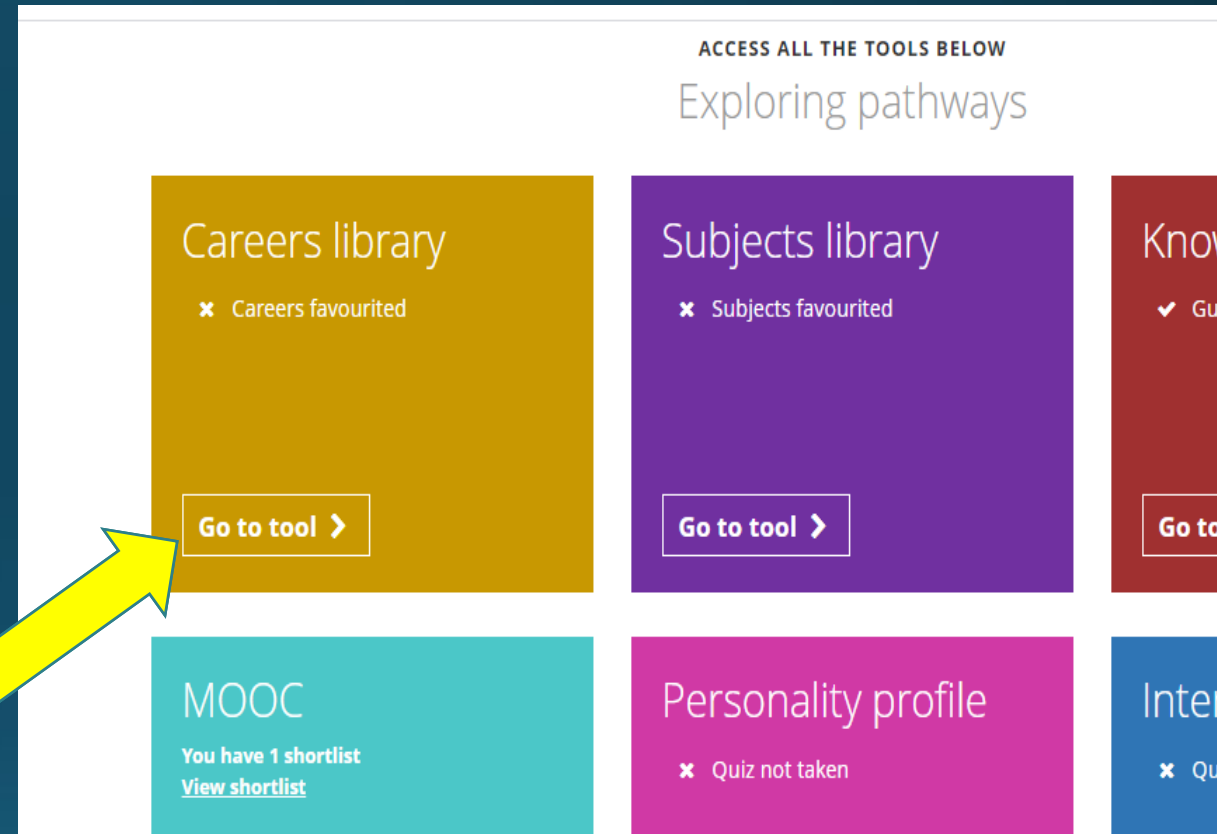 ACCESS ALL THE TOOLS BELOW
Exploring pathways
Careers library
Careers favourited
Go to tool
Subjects library
Subjects favourited
Go to tool
Go
MOOC
You have 1 shortlist
View shortlist
Personality profile
Quiz not taken